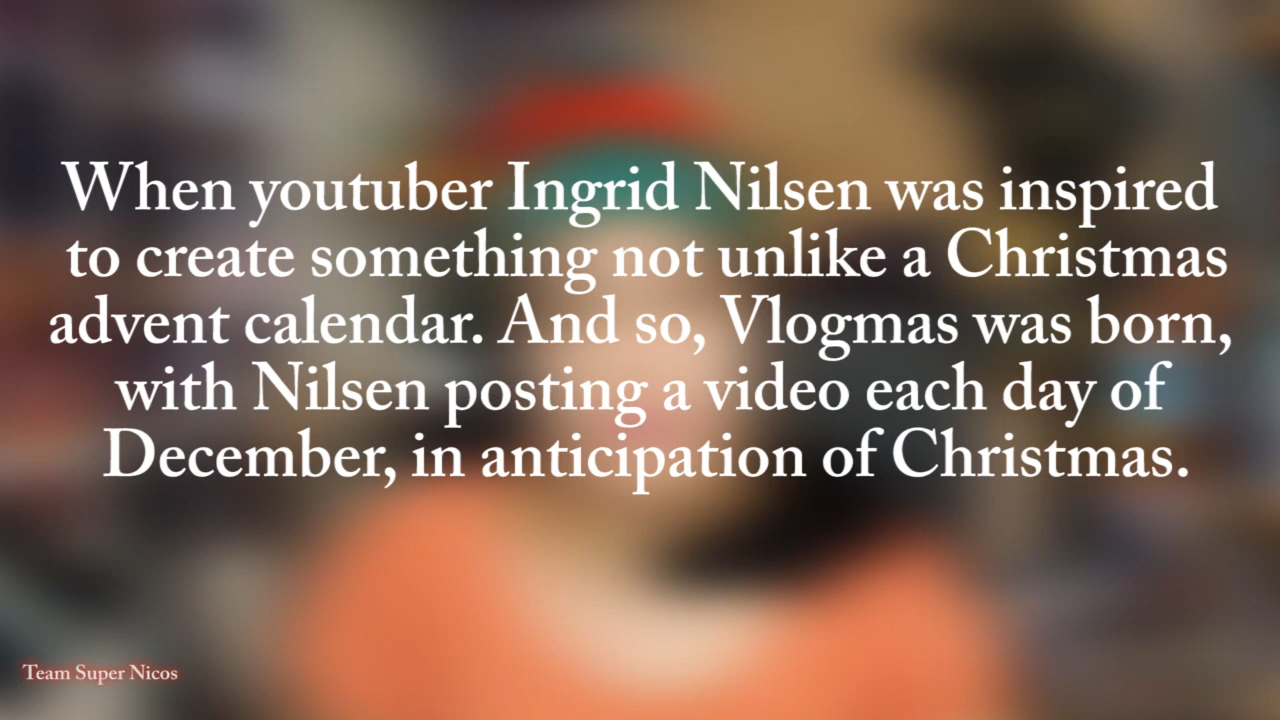 When youtuber Ingrid Nilsen was inspired
to create something not unlike a Christmas
advent calendar. And so, Vlogmas was born,
with Nilsen posting a video each day of
December, in anticipation of Christmas.
Team Super Nicos